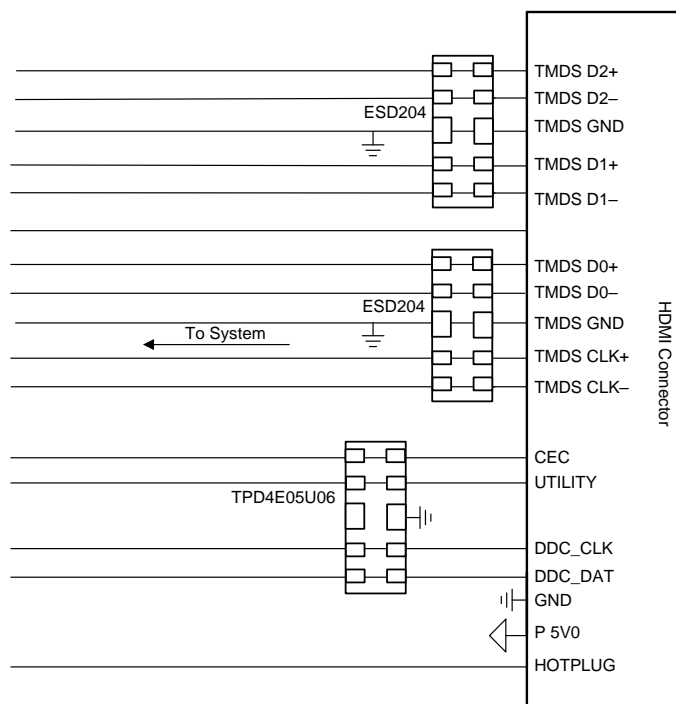 TMDS D2+
TMDS D2–
ESD204
TMDS GND
TMDS D1+
TMDS D1–
TMDS D0+
TMDS D0–
ESD204
TMDS GND
To System
TMDS CLK+
TMDS CLK–
HDMI Connector
CEC
UTILITY
TPD4E05U06
DDC_CLK
DDC_DAT
GND
P 5V0
HOTPLUG